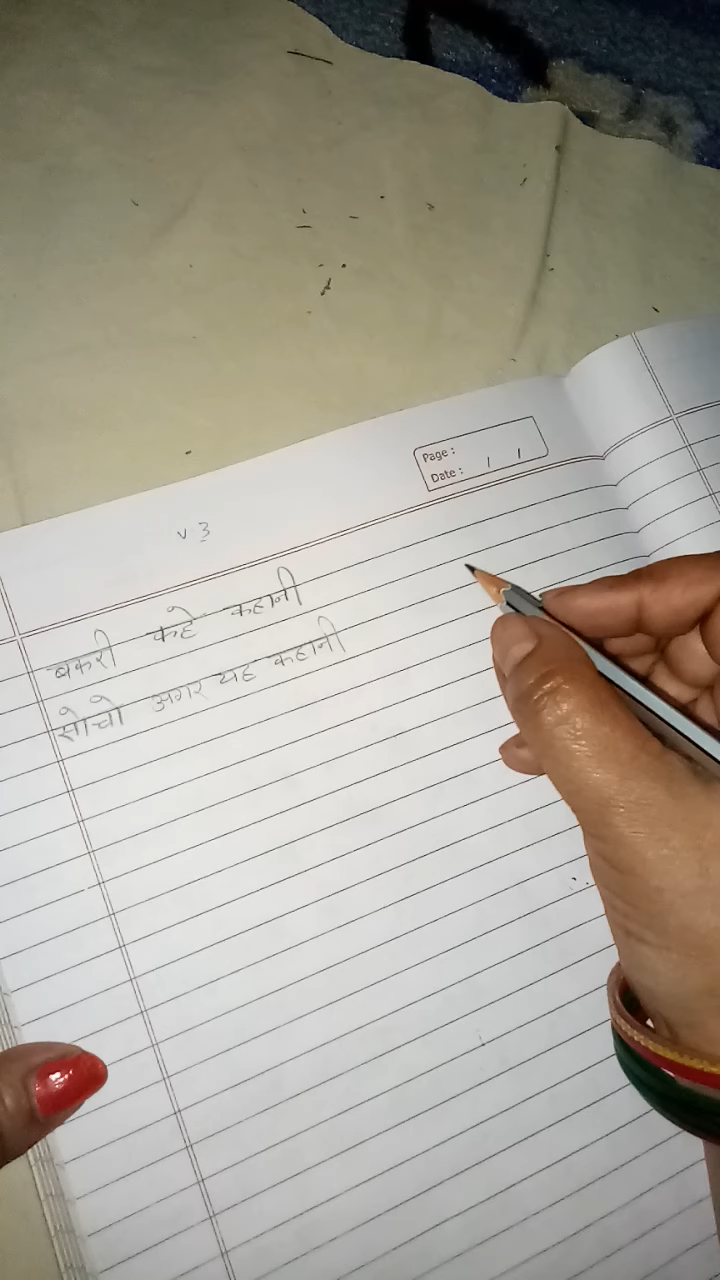 Page :
Date : / /
v 3
बकरी कहे कहानी
सोचो अगर यह कहानी